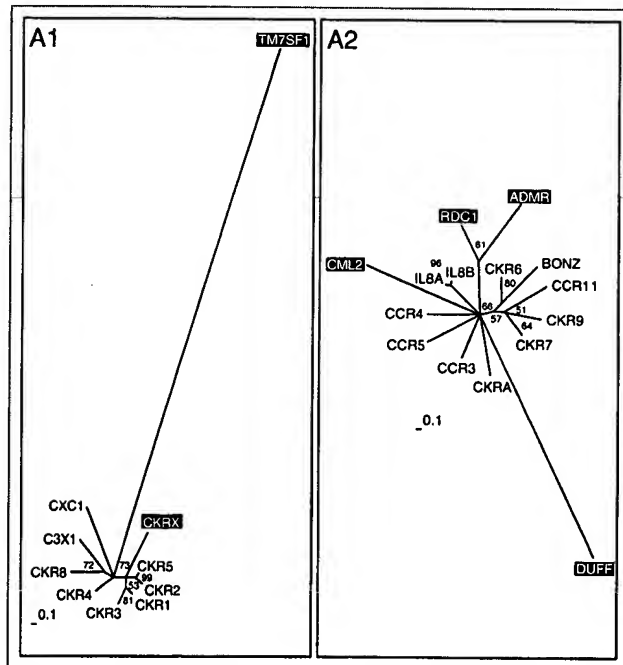 A1
TM7SF1
CXC1
CKRX
C3X1
72
73
CKR5
CKR8
99
CKR4
53
CKR2
81
CKR1
CKR3
0.1
A2
ADMR
RDC1
61
CML2
96
IL8B
IL8A
CKR6
BONZ
80
CCR11
CCR4
66
57
51
CKR9
64
CKR7
CCR5
CCR3
CKRA
0.1
DUFF